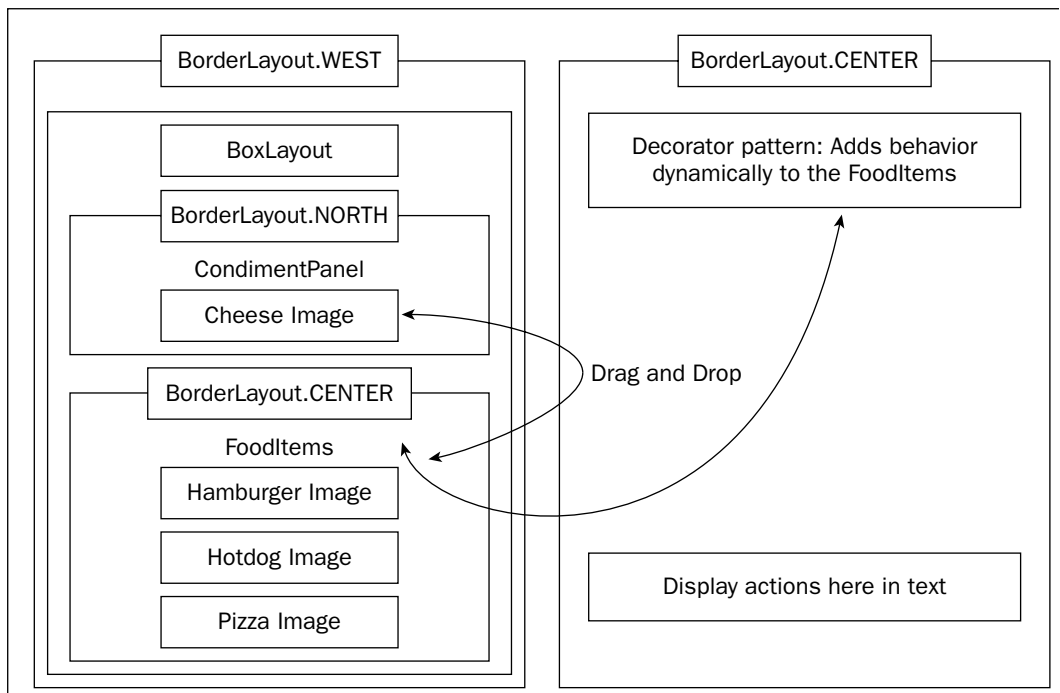 BorderLayout.WEST
BoxLayout
BorderLayout.NORTH
CondimentPanel
Cheese Image
BorderLayout.CENTER
FoodItems
Hamburger Image
Hotdog Image
Pizza Image
Drag and Drop
BorderLayout.CENTER
Decorator pattern: Adds behavior
dynamically to the FoodItems
Display actions here in text